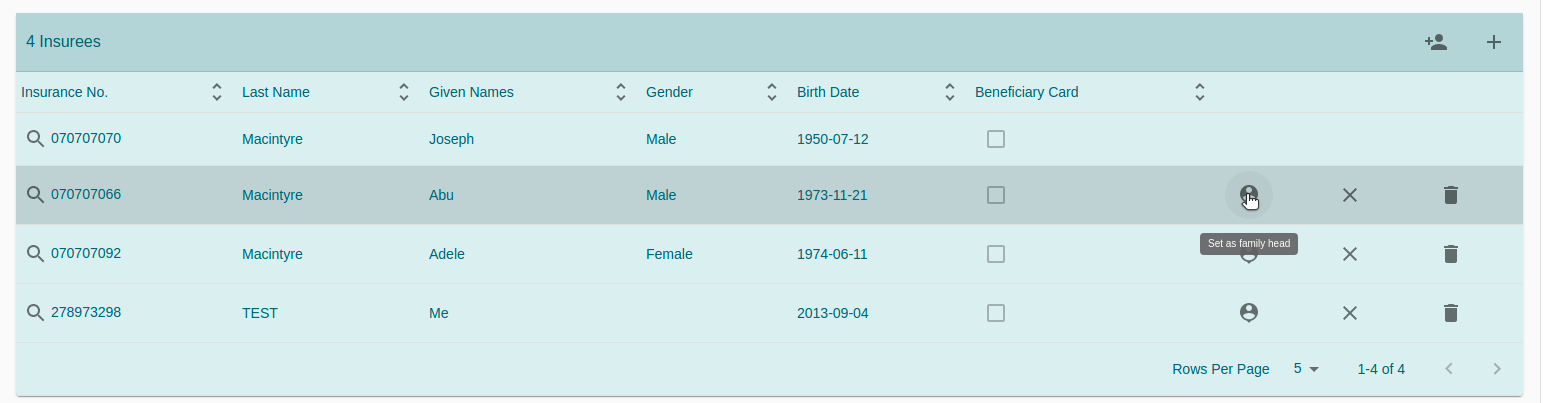 4 Insurees
Insurance No. Last Name Given Names Gender Birth Date Beneficiary Card
070707070 Macintyre Joseph Male 1950-07-12
070707066 Macintyre Abu Male 1973-11-21
Set as family head
070707092 Macintyre Adele Female 1974-06-11
278973298 TEST Me 2013-09-04
Rows Per Page 5 1-4 of 4